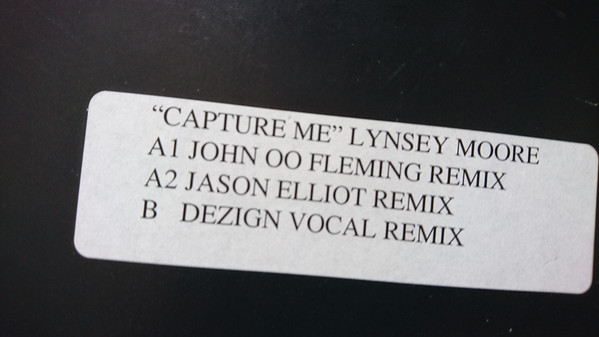 “CAPTURE ME” LYNSEY MOORE
A1 JOHN OO FLEMING REMIX
A2 JASON ELLIOT REMIX
B DEZIGN VOCAL REMIX